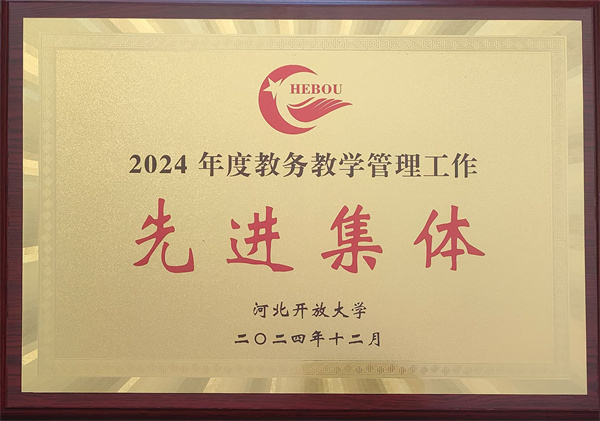 HEBOU
2024 年度教务教学管理工作
先进集体
河北开放大学
二〇二四年十二月